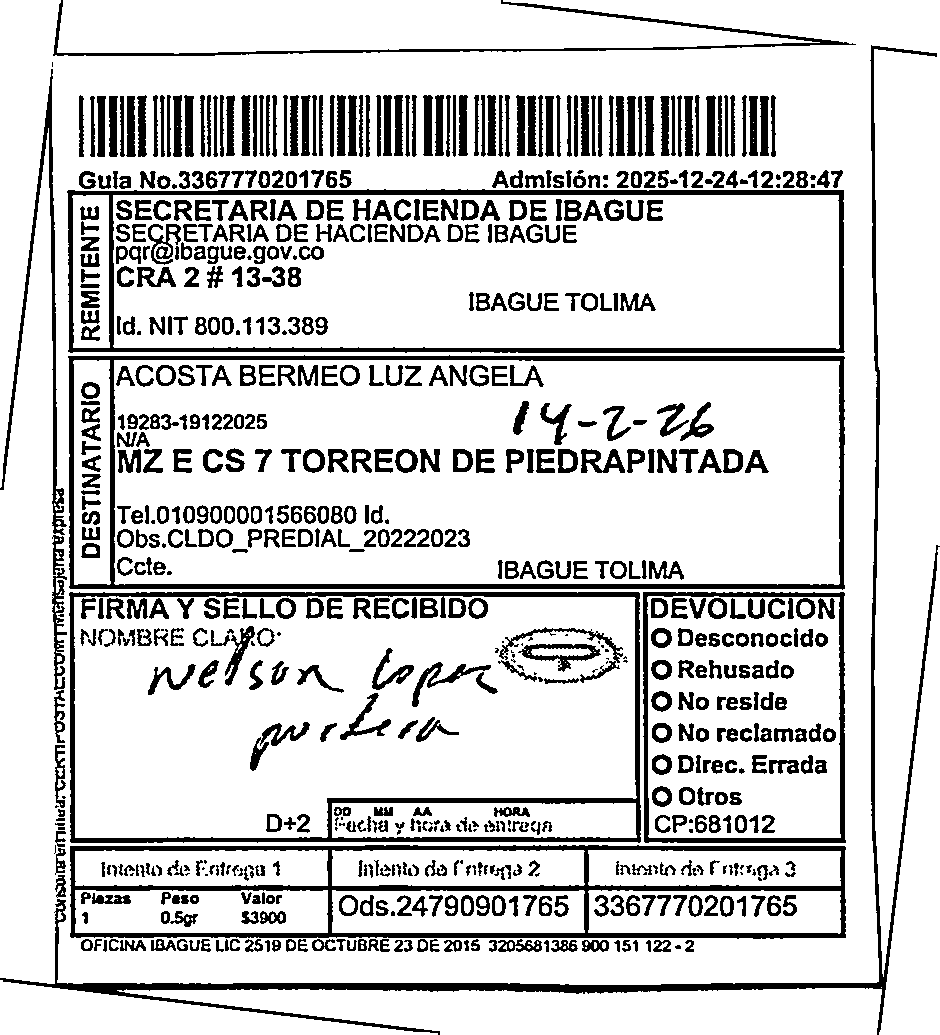 Guia No.3367770201765 Admisión: 2025-12-24-12:28:47
REMITENTE
SECRETARIA DE HACIENDA DE IBAGUE
SECRETARIA DE HACIENDA DE IBAGUE
pqr@ibague.gov.co
CRA 2 # 13-38
IBAGUE TOLIMA
Id. NIT 800.113.389
DESTINATARIO
ACOSTA BERMEO LUZ ANGELA
14-2-26
19283-19122025
N/A
MZ E CS 7 TORREON DE PIEDRAPINTADA
Tel.010900001566080 Id.
Obs.CLDO_PREDIAL_20222023
Ccte. IBAGUE TOLIMA
FIRMA Y SELLO DE RECIBIDO
NOMBRE CLARO:
Nelson Lopez
porteria
D+2
DD MM AA HORA
Fecha y hora de entrega
DEVOLUCION
Desconocido
Rehusado
No reside
No reclamado
Direc. Errada
Otros
CP:681012
Intento de Entrega 1 Intento de Entrega 2 Intento de Entrega 3
Piezas Peso Valor
1 0.5gr $3900
Ods.24790901765 3367770201765
OFICINA IBAGUE LIC 2519 DE OCTUBRE 23 DE 2015 3205681386 900 151 122 - 2